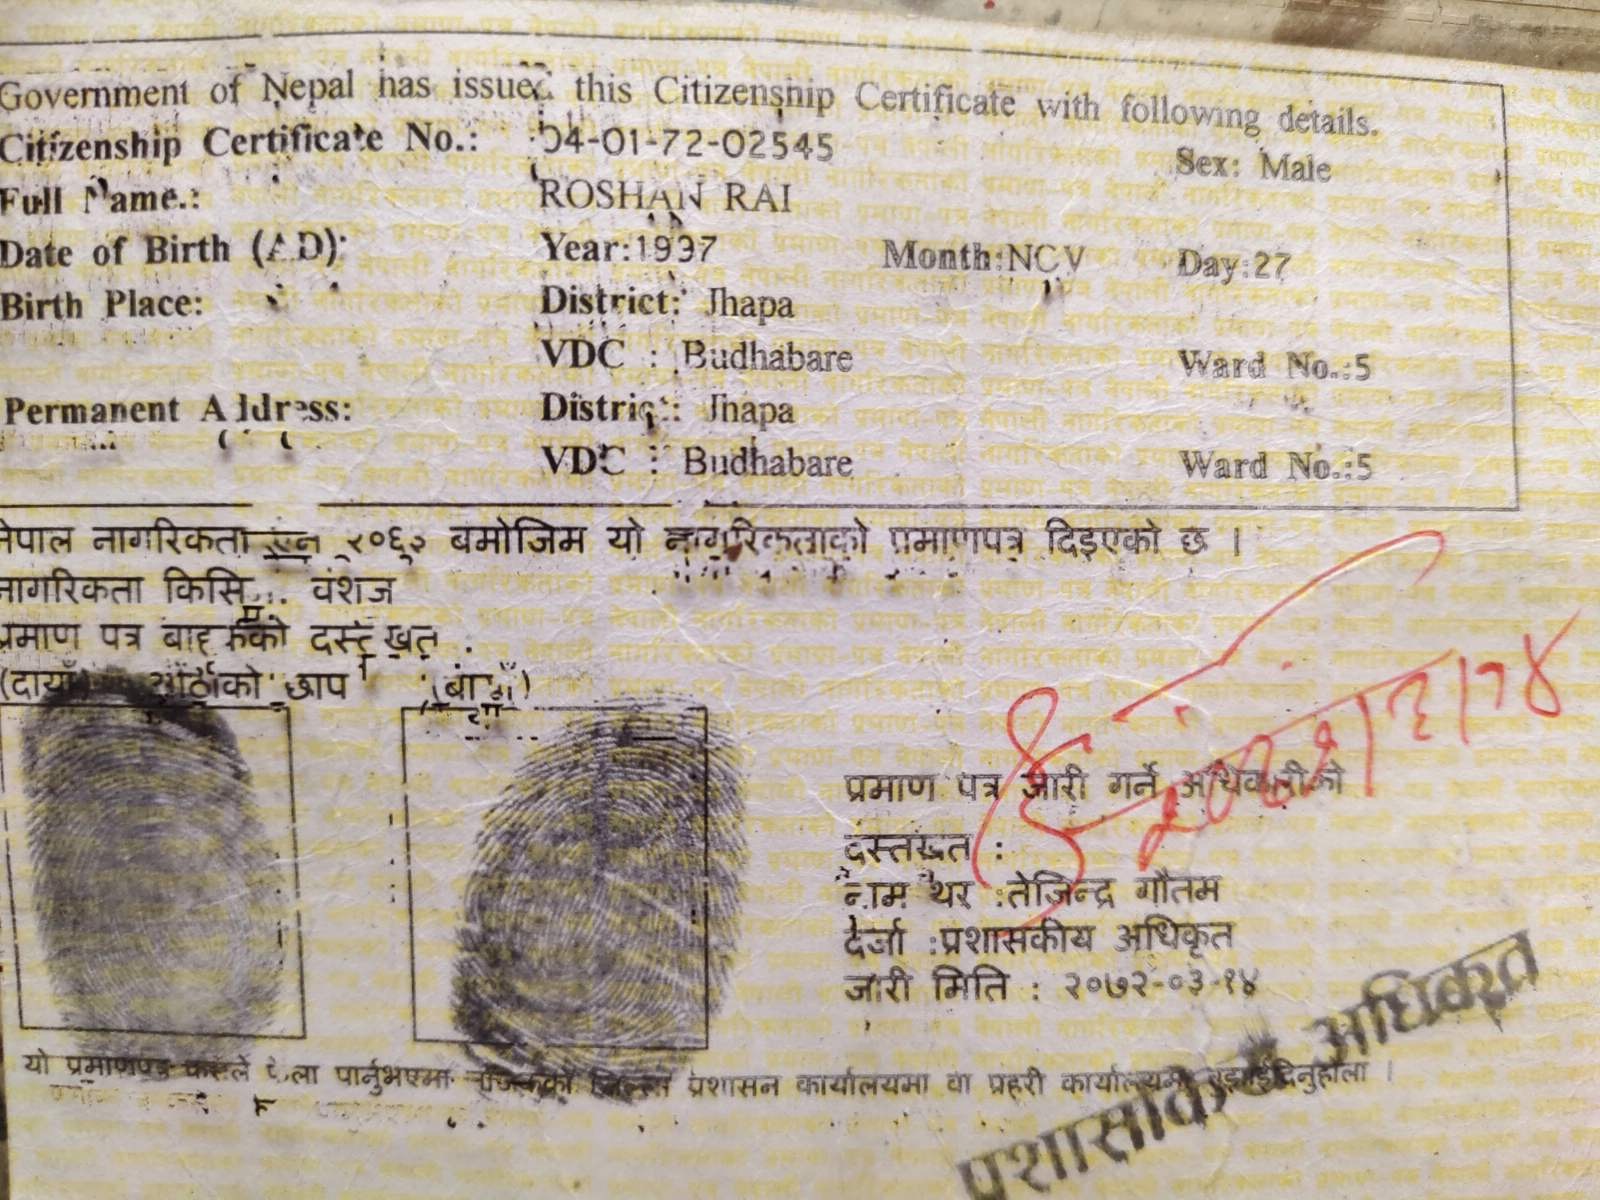 Government of Nepal has issued this Citizenship Certificate with following details.
Citizenship Certificate No.: 04-01-72-02545 Sex: Male
Full Name.: ROSHAN RAI
Date of Birth (AD): Year:1997 Month:NOV Day:27
Birth Place: District: Jhapa
VDC : Budhabare Ward No.:5
Permanent Address: District: Jhapa
VDC : Budhabare Ward No.:5
नेपाल नागरिकता ऐन २०६३ बमोजिम यो नागरिकताको प्रमाणपत्र दिइएको छ ।
नागरिकता किसिम : वंशज
प्रमाण पत्र वाहकको दस्तखत :
(दायाँ) औंठाको छाप (बायाँ)
२०७२/३/१४
प्रमाण पत्र जारी गर्ने अधिकारीको
दस्तखत :
नाम थर :तेजिन्द्र गौतम
दर्जा :प्रशासकीय अधिकृत
जारी मिति : २०७२-०३-१४
यो प्रमाणपत्र कसैले फेला पार्नुभएमा नजिकको जिल्ला प्रशासन कार्यालयमा वा प्रहरी कार्यालयमा बुझाईदिनुहोला ।
प्रशासकीय अधिकृत